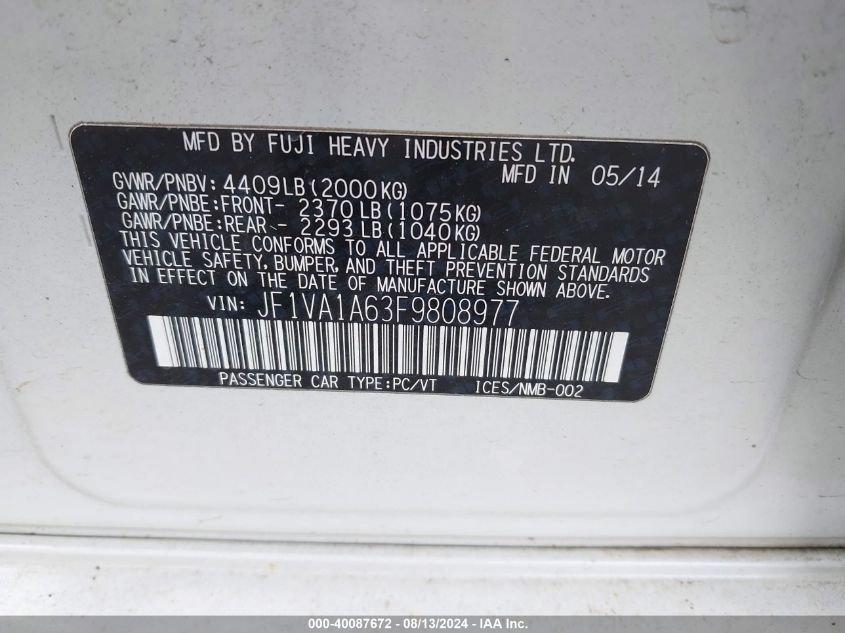 MFD BY FUJI HEAVY INDUSTRIES LTD.
MFD IN 05/14
GVWR/PNBV: 4409LB(2000KG)
GAWR/PNBE:FRONT- 2370LB(1075KG)
GAWR/PNBE:REAR - 2293LB(1040KG)
THIS VEHICLE CONFORMS TO ALL APPLICABLE FEDERAL MOTOR
VEHICLE SAFETY, BUMPER, AND THEFT PREVENTION STANDARDS
IN EFFECT ON THE DATE OF MANUFACTURE SHOWN ABOVE.
VIN: JF1VA1A63F9808977
PASSENGER CAR TYPE:PC/VT ICES/NMB-002
000-40087672 - 08/13/2024 - IAA Inc.